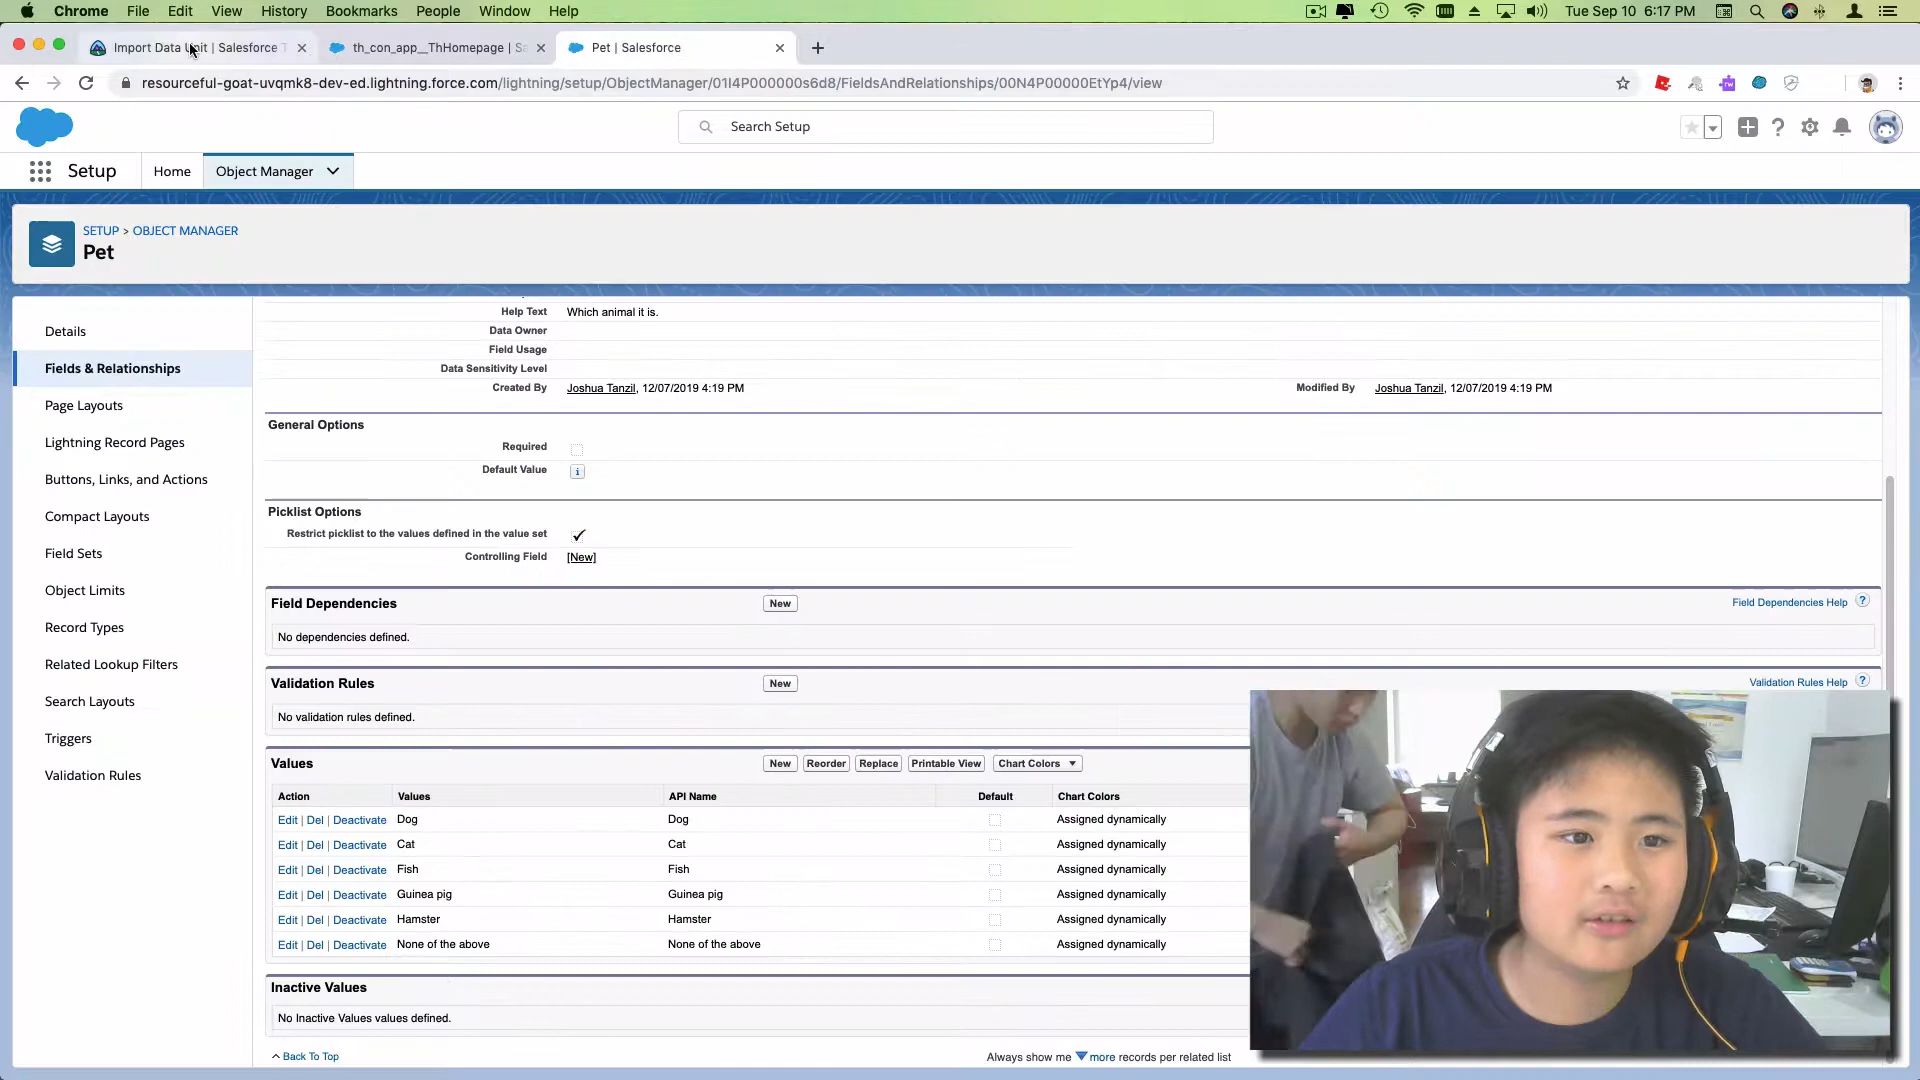 Chrome File Edit View History Bookmarks People Window Help Tue Sep 10 6:17 PM
Import Data Unit | Salesforce T th_con_app__ThHomepage | Sa Pet | Salesforce
resourceful-goat-uvqmk8-dev-ed.lightning.force.com/lightning/setup/ObjectManager/01I4P000000s6d8/FieldsAndRelationships/00N4P00000EtYp4/view
Search Setup
Setup Home Object Manager
SETUP > OBJECT MANAGER
Pet
Details
Fields & Relationships
Page Layouts
Lightning Record Pages
Buttons, Links, and Actions
Compact Layouts
Field Sets
Object Limits
Record Types
Related Lookup Filters
Search Layouts
Triggers
Validation Rules
Help Text Which animal it is.
Data Owner
Field Usage
Data Sensitivity Level
Created By Joshua Tanzil, 12/07/2019 4:19 PM Modified By Joshua Tanzil, 12/07/2019 4:19 PM
General Options
Required
Default Value i
Picklist Options
Restrict picklist to the values defined in the value set
Controlling Field [New]
Field Dependencies New Field Dependencies Help ?
No dependencies defined.
Validation Rules New Validation Rules Help ?
No validation rules defined.
Values New Reorder Replace Printable View Chart Colors
Action Values API Name Default Chart Colors
Edit | Del | Deactivate Dog Dog Assigned dynamically
Edit | Del | Deactivate Cat Cat Assigned dynamically
Edit | Del | Deactivate Fish Fish Assigned dynamically
Edit | Del | Deactivate Guinea pig Guinea pig Assigned dynamically
Edit | Del | Deactivate Hamster Hamster Assigned dynamically
Edit | Del | Deactivate None of the above None of the above Assigned dynamically
Inactive Values
No Inactive Values values defined.
Back To Top Always show me more records per related list